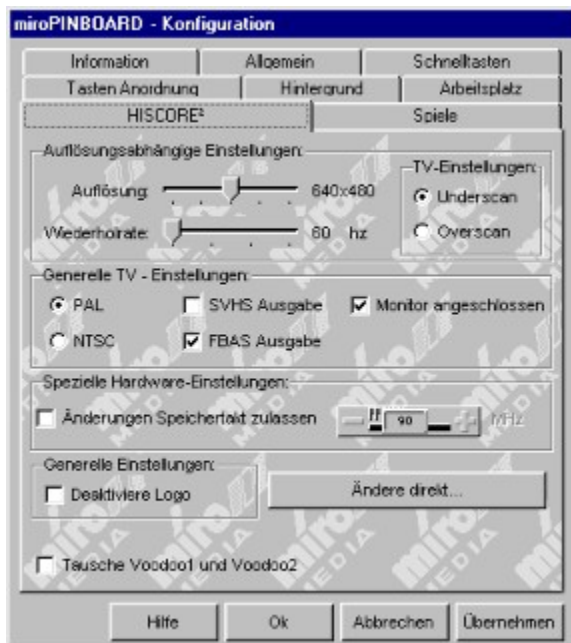 miroPINBOARD - Konfiguration
Information Allgemein Schnelltasten
Tasten Anordnung Hintergrund Arbeitsplatz
HISCORE² Spiele
Auflösungsabhängige Einstellungen:
TV-Einstellungen:
Auflösung: 640x480
Underscan
Wiederholrate: 60 hz
Overscan
Generelle TV - Einstellungen:
PAL SVHS Ausgabe Monitor angeschlossen
NTSC FBAS Ausgabe
Spezielle Hardware-Einstellungen:
Änderungen Speichertakt zulassen 90 MHz
Generelle Einstellungen:
Deaktiviere Logo
Ändere direkt...
Tausche Voodoo1 und Voodoo2
Hilfe Ok Abbrechen Übernehmen
miro MEDIA